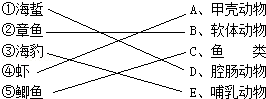 ①海蜇 A、甲壳动物
②章鱼 B、软体动物
③海豹 C、鱼 类
④虾 D、腔肠动物
⑤鲫鱼 E、哺乳动物